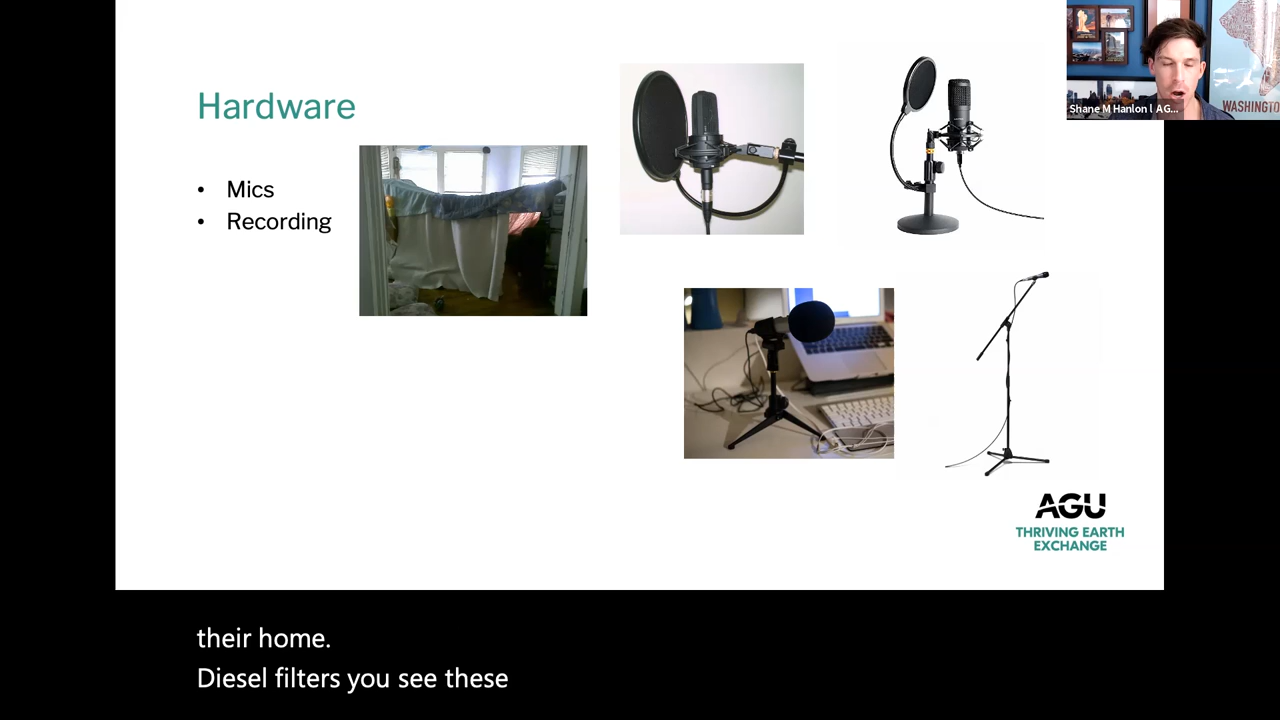 Hardware
• Mics
• Recording
Shane M Hanlon l AG...
WASHINGTO
AGU
THRIVING EARTH
EXCHANGE
their home.
Diesel filters you see these